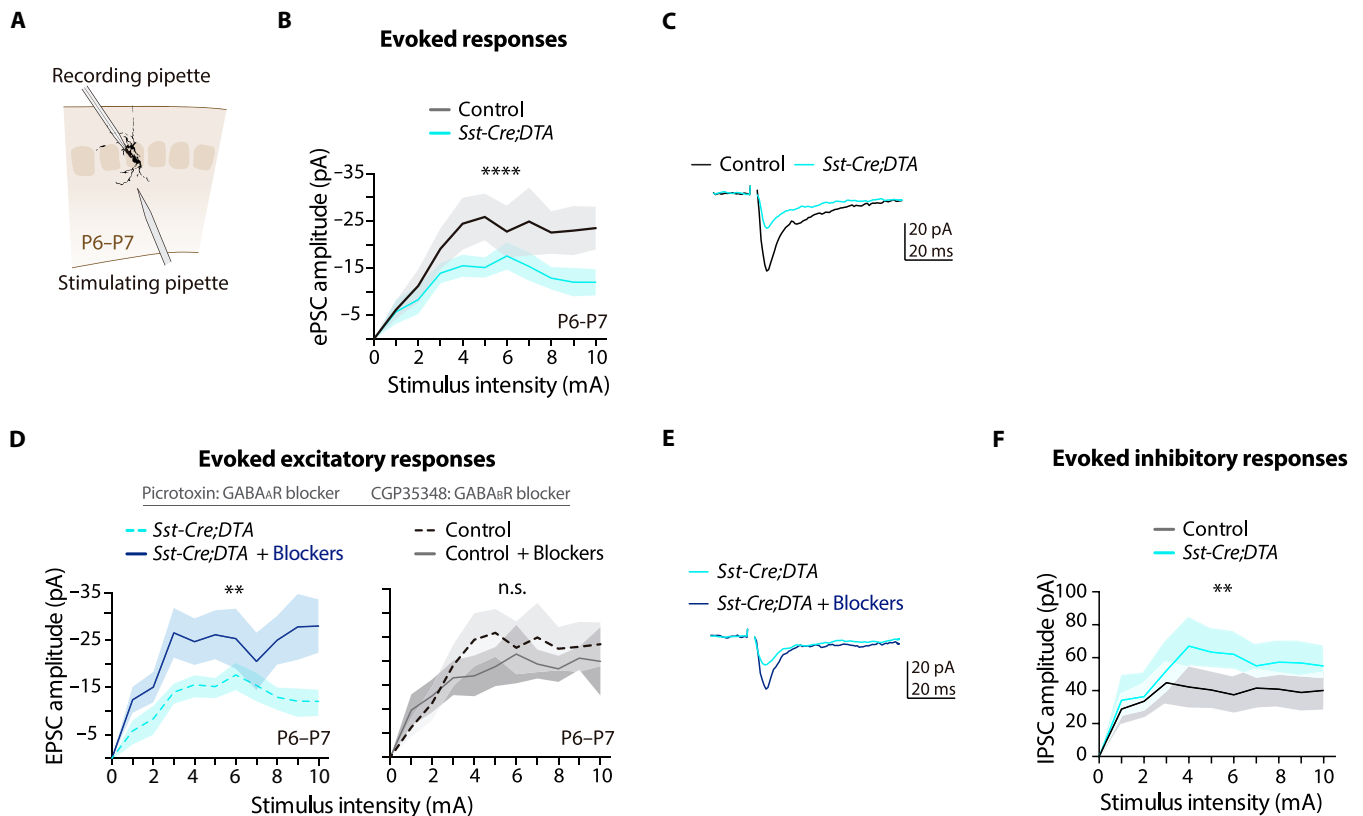 A
Recording pipette
P6–P7
Stimulating pipette
B
Evoked responses
Control
Sst-Cre;DTA
****
−35
−25
−15
−5
ePSC amplitude (pA)
P6-P7
0 2 4 6 8 10
Stimulus intensity (mA)
C
Control Sst-Cre;DTA
20 pA
20 ms
D
Evoked excitatory responses
Picrotoxin: GABAAR blocker CGP35348: GABABR blocker
Sst-Cre;DTA
Sst-Cre;DTA + Blockers
**
−35
−25
−15
−5
EPSC amplitude (pA)
P6–P7
0 2 4 6 8 10
Control
Control + Blockers
n.s.
P6–P7
0 2 4 6 8 10
Stimulus intensity (mA)
E
Sst-Cre;DTA
Sst-Cre;DTA + Blockers
20 pA
20 ms
F
Evoked inhibitory responses
Control
Sst-Cre;DTA
**
100
80
60
40
20
0
IPSC amplitude (pA)
0 2 4 6 8 10
Stimulus intensity (mA)